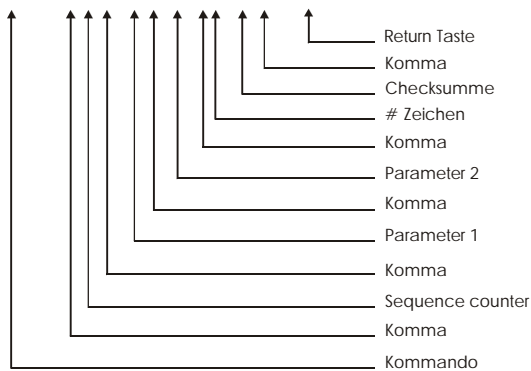 Return Taste
Komma
Checksumme
# Zeichen
Komma
Parameter 2
Komma
Parameter 1
Komma
Sequence counter
Komma
Kommando